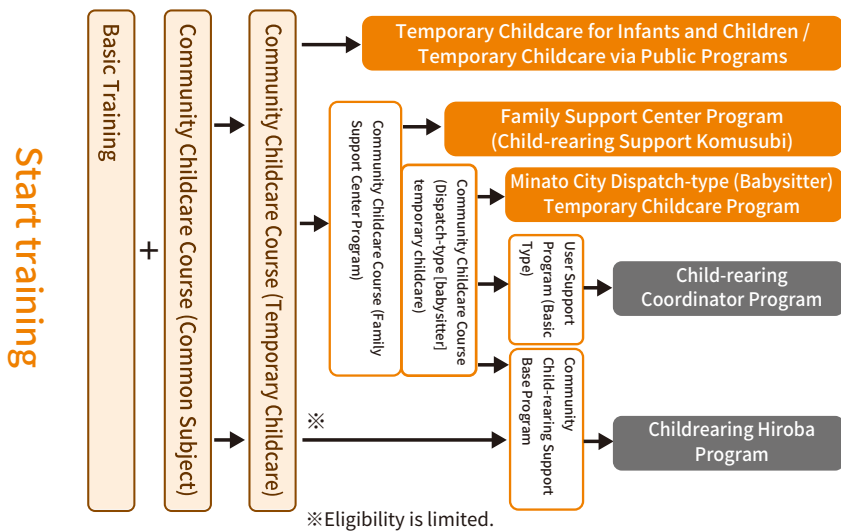 Start training
Basic Training
+
Community Childcare Course (Common Subject)
Community Childcare Course (Temporary Childcare)
Temporary Childcare for Infants and Children /
Temporary Childcare via Public Programs
Community Childcare Course (Family
Support Center Program)
Family Support Center Program
(Child-rearing Support Komusubi)
Community Childcare Course
(Dispatch-type [babysitter]
temporary childcare)
Minato City Dispatch-type (Babysitter)
Temporary Childcare Program
User Support
Program (Basic
Type)
Child-rearing
Coordinator Program
※
Community
Child-rearing Support
Base Program
Childrearing Hiroba
Program
※Eligibility is limited.